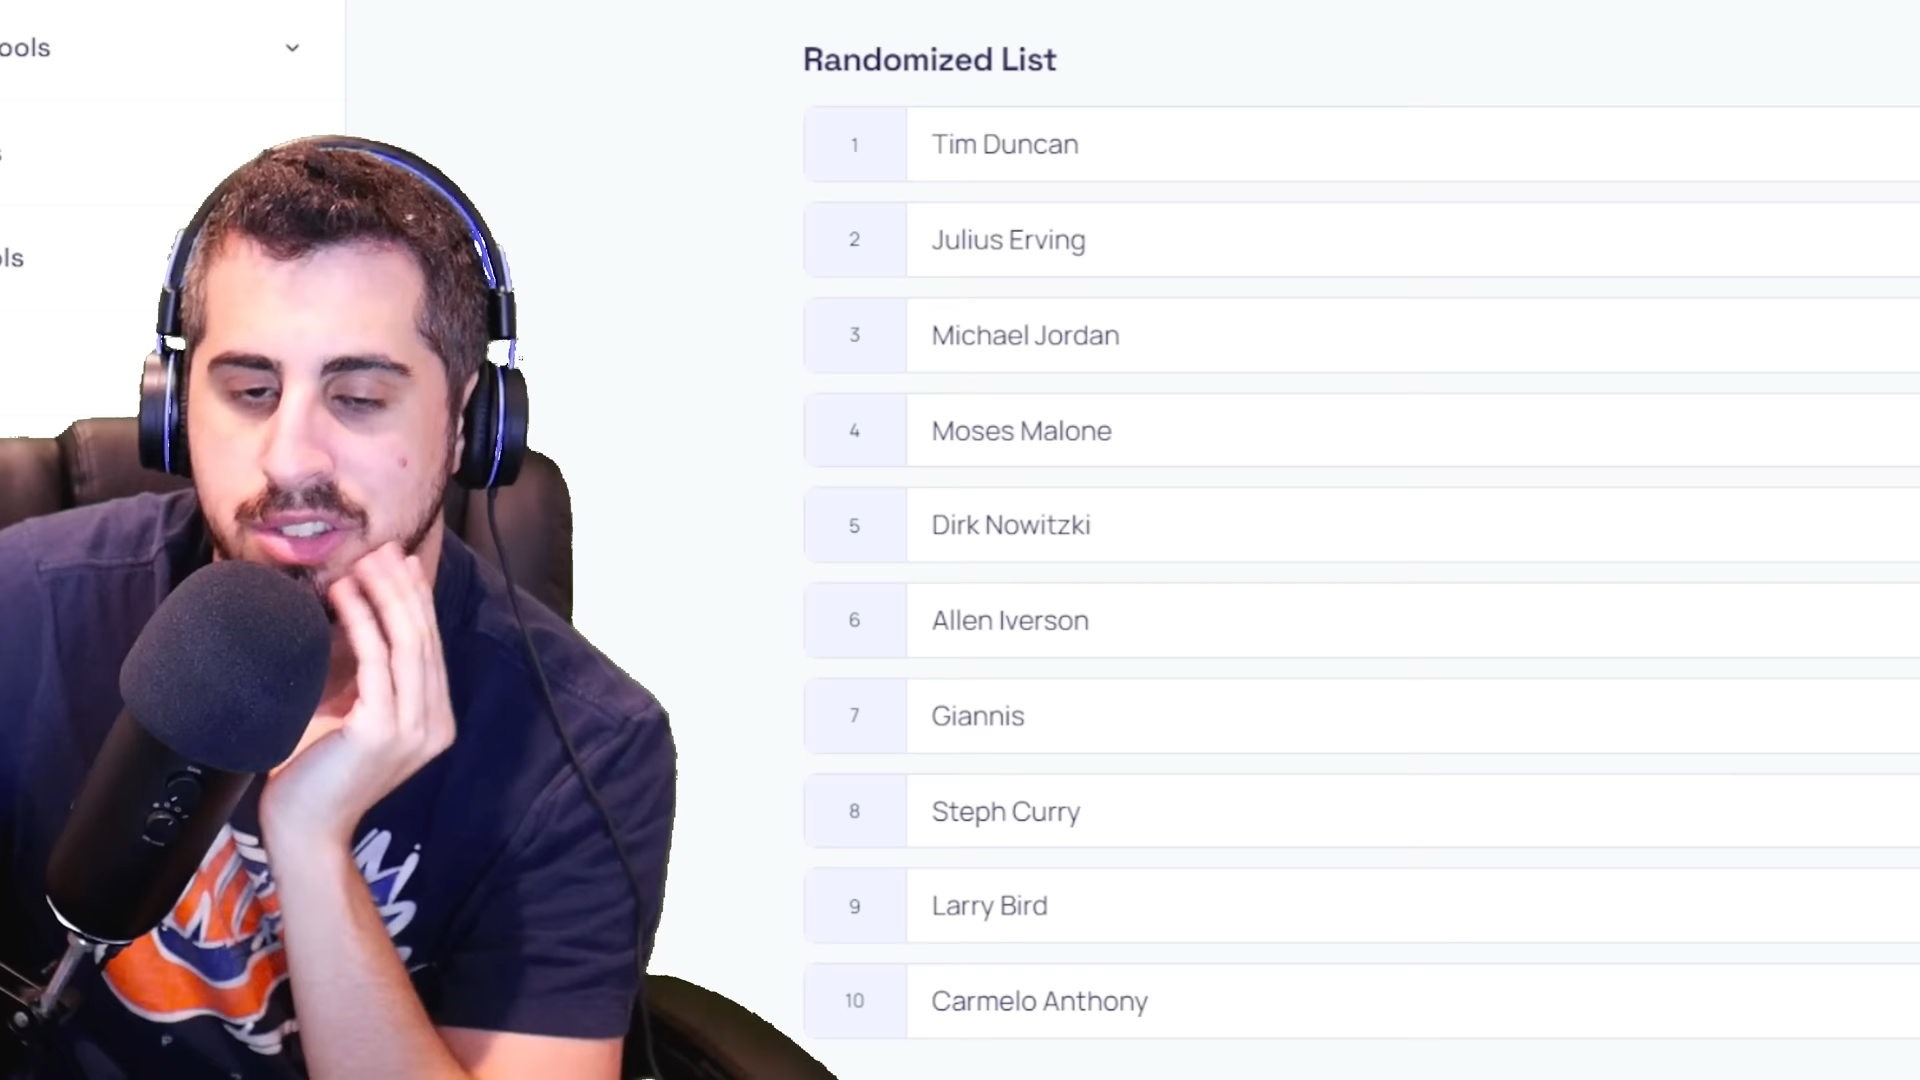 ools
s
ols
Randomized List
1 Tim Duncan
2 Julius Erving
3 Michael Jordan
4 Moses Malone
5 Dirk Nowitzki
6 Allen Iverson
7 Giannis
8 Steph Curry
9 Larry Bird
10 Carmelo Anthony